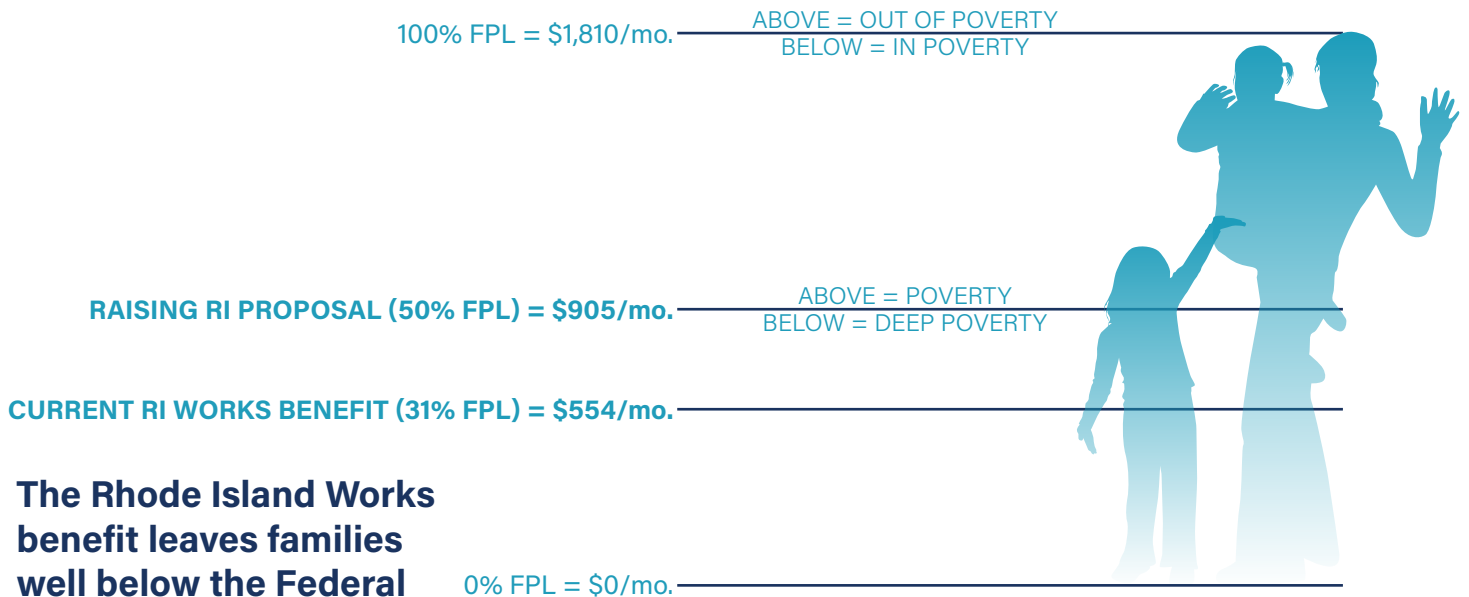 100% FPL = $1,810/mo.
ABOVE = OUT OF POVERTY
BELOW = IN POVERTY
RAISING RI PROPOSAL (50% FPL) = $905/mo.
ABOVE = POVERTY
BELOW = DEEP POVERTY
CURRENT RI WORKS BENEFIT (31% FPL) = $554/mo.
The Rhode Island Works
benefit leaves families
well below the Federal
0% FPL = $0/mo.